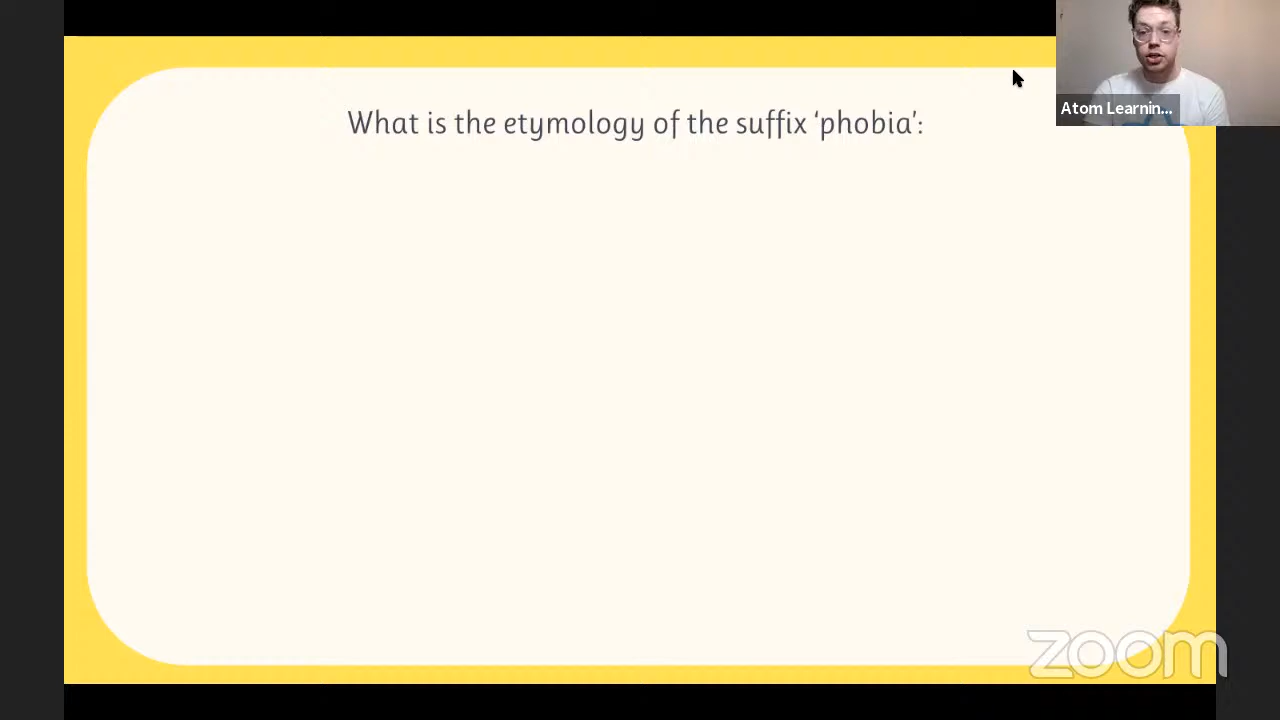 What is the etymology of the suffix ‘phobia’:
Atom Learnin...
zoom